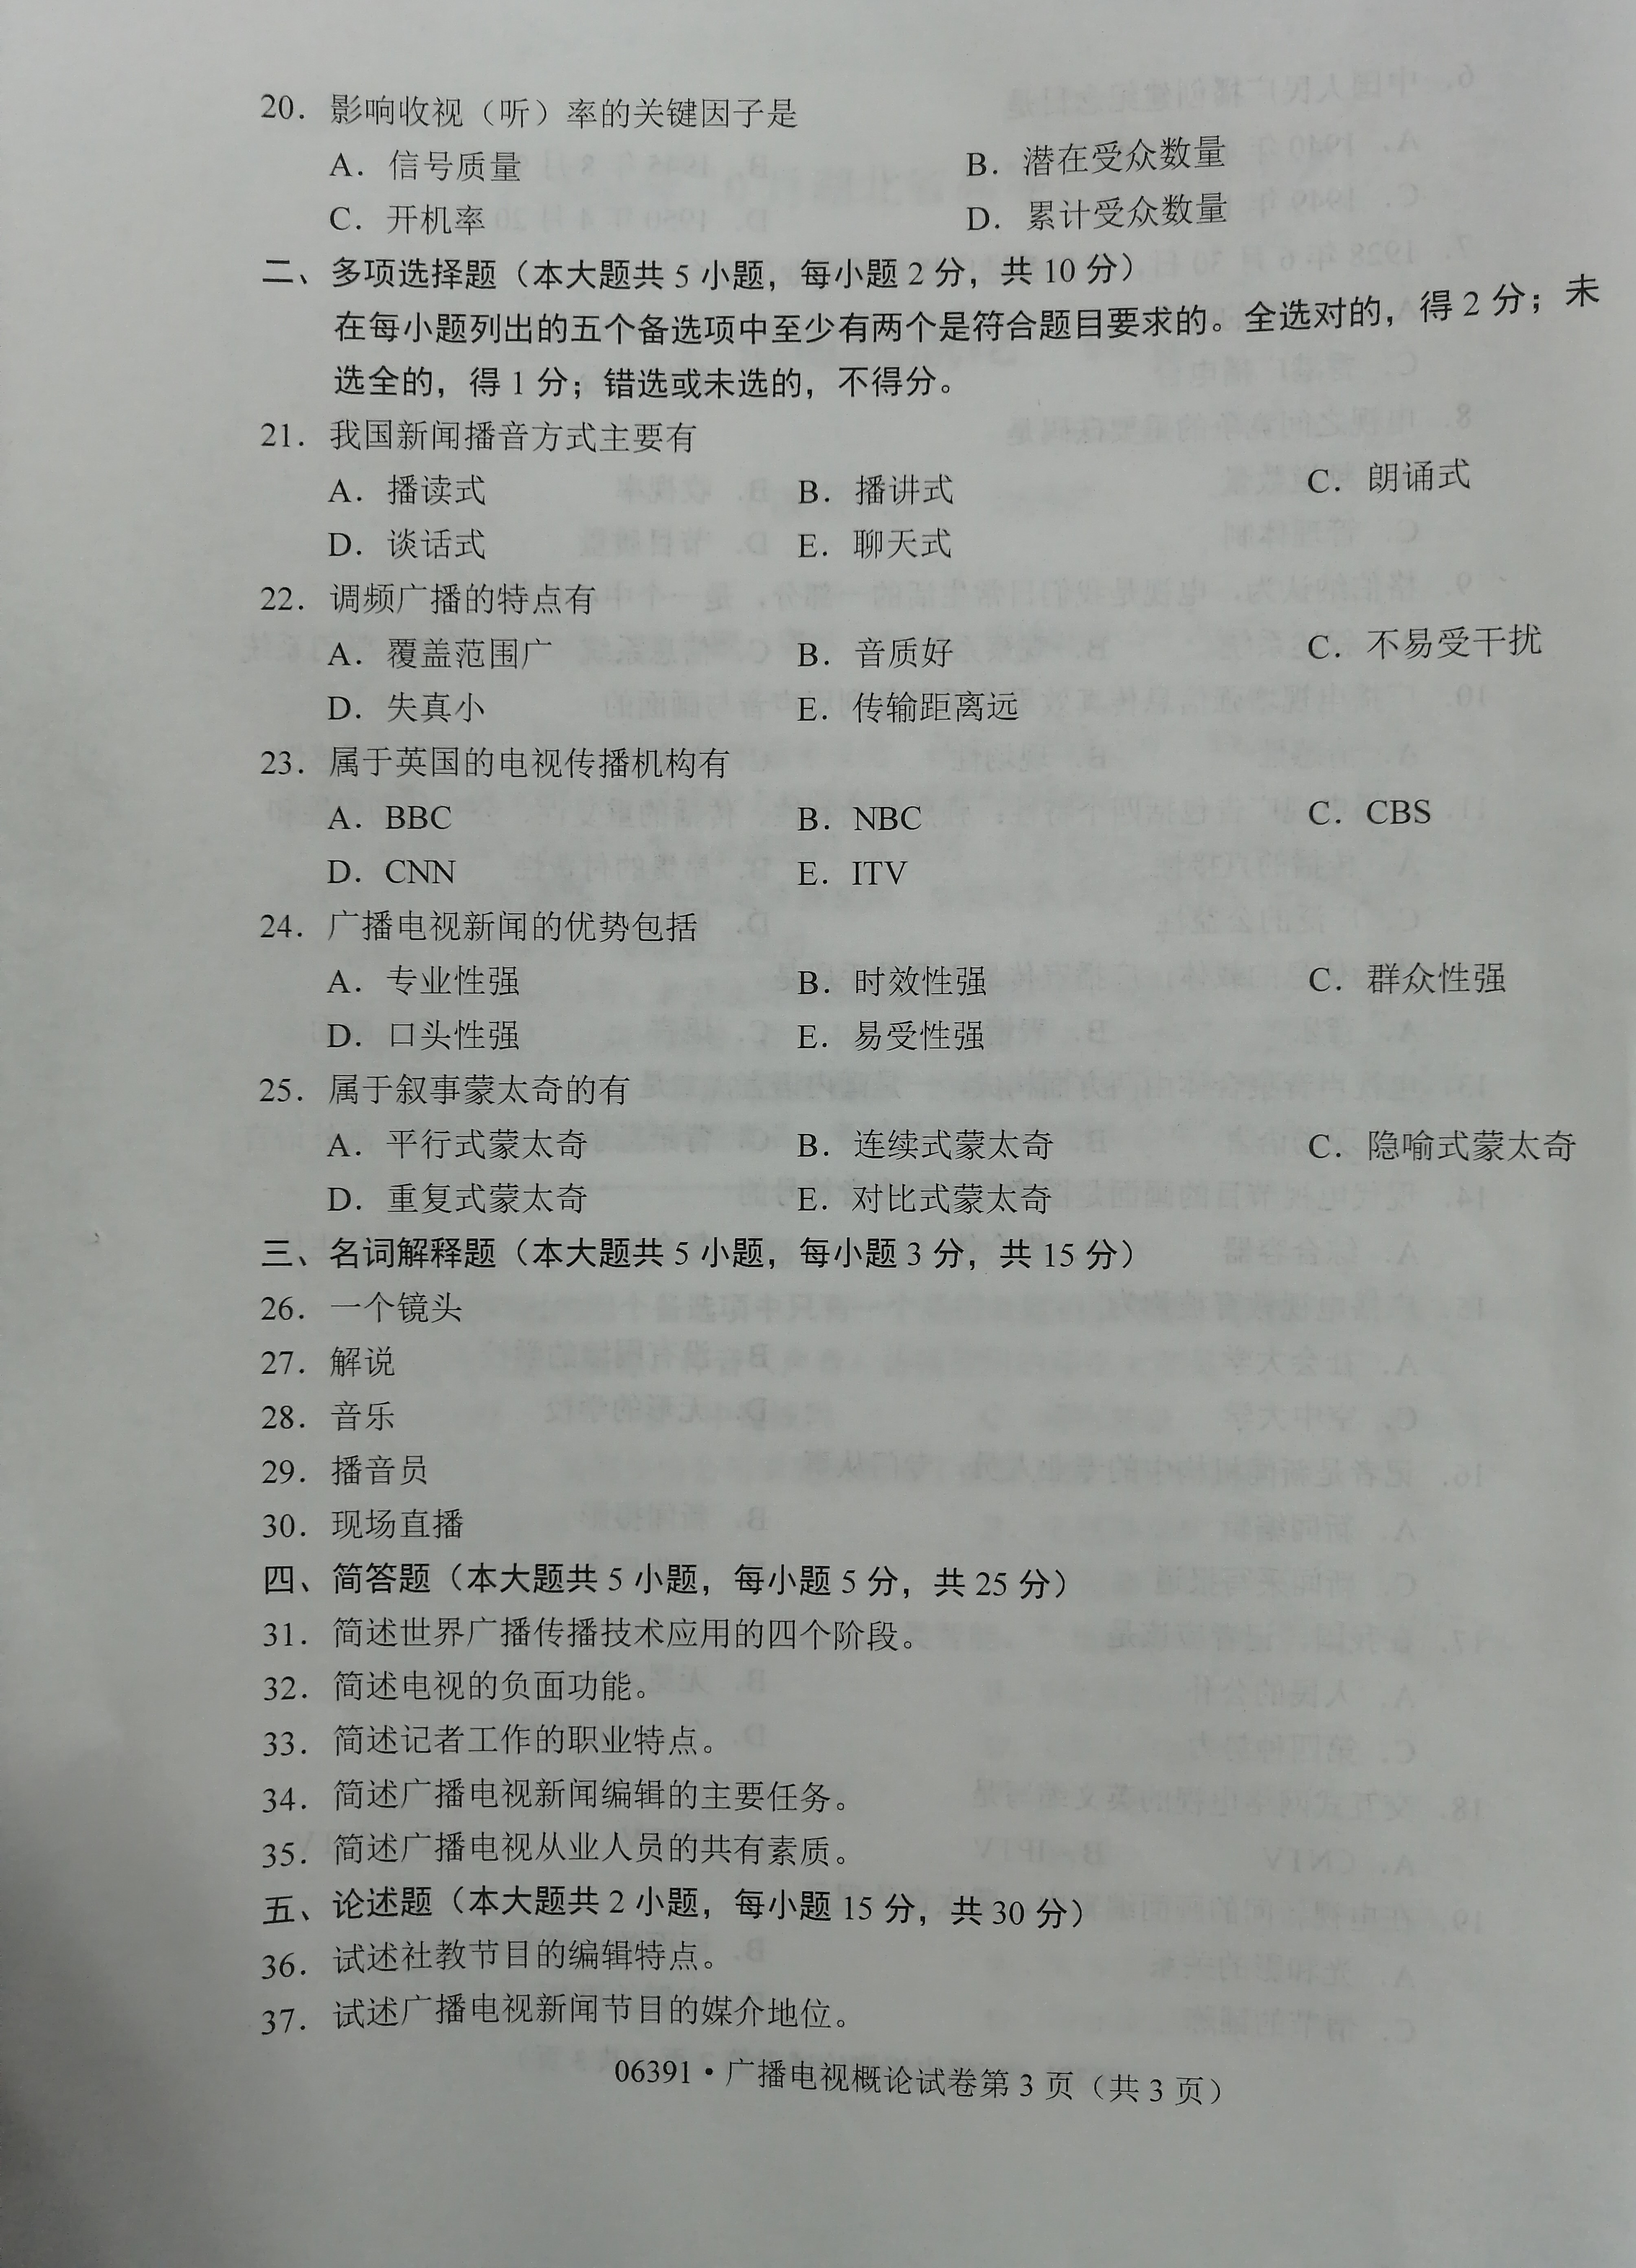 20. 影响收视（听）率的关键因子是
A. 信号质量 B. 潜在受众数量
C. 开机率 D. 累计受众数量
二、多项选择题（本大题共 5 小题，每小题 2 分，共 10 分）
在每小题列出的五个备选项中至少有两个是符合题目要求的。全选对的，得 2 分；未
选全的，得 1 分；错选或未选的，不得分。
21. 我国新闻播音方式主要有
A. 播读式 B. 播讲式 C. 朗诵式
D. 谈话式 E. 聊天式
22. 调频广播的特点有
A. 覆盖范围广 B. 音质好 C. 不易受干扰
D. 失真小 E. 传输距离远
23. 属于英国的电视传播机构有
A. BBC B. NBC C. CBS
D. CNN E. ITV
24. 广播电视新闻的优势包括
A. 专业性强 B. 时效性强 C. 群众性强
D. 口头性强 E. 易受性强
25. 属于叙事蒙太奇的有
A. 平行式蒙太奇 B. 连续式蒙太奇 C. 隐喻式蒙太奇
D. 重复式蒙太奇 E. 对比式蒙太奇
三、名词解释题（本大题共 5 小题，每小题 3 分，共 15 分）
26. 一个镜头
27. 解说
28. 音乐
29. 播音员
30. 现场直播
四、简答题（本大题共 5 小题，每小题 5 分，共 25 分）
31. 简述世界广播传播技术应用的四个阶段。
32. 简述电视的负面功能。
33. 简述记者工作的职业特点。
34. 简述广播电视新闻编辑的主要任务。
35. 简述广播电视从业人员的共有素质。
五、论述题（本大题共 2 小题，每小题 15 分，共 30 分）
36. 试述社教节目的编辑特点。
37. 试述广播电视新闻节目的媒介地位。
06391·广播电视概论试卷第 3 页（共 3 页）